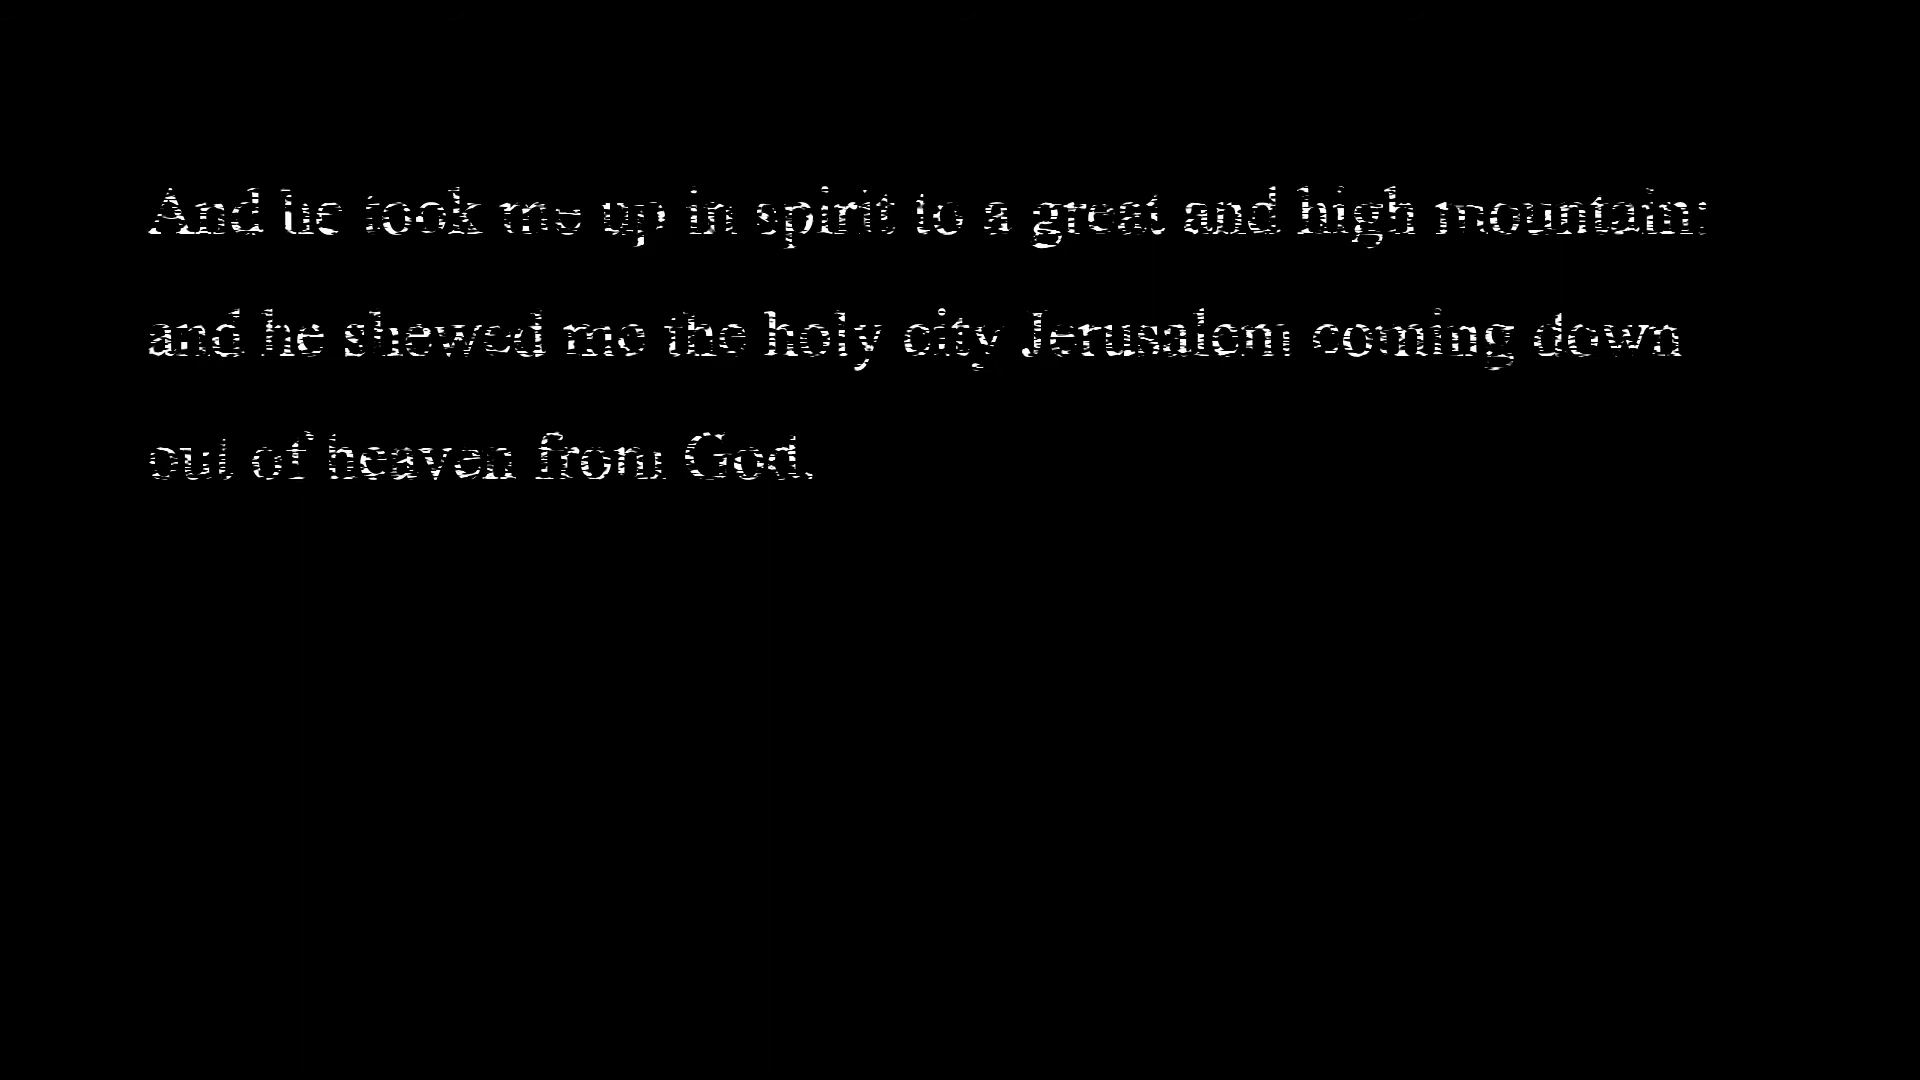 And he took me up in spirit to a great and high mountain:
and he shewed me the holy city Jerusalem coming down
out of heaven from God.